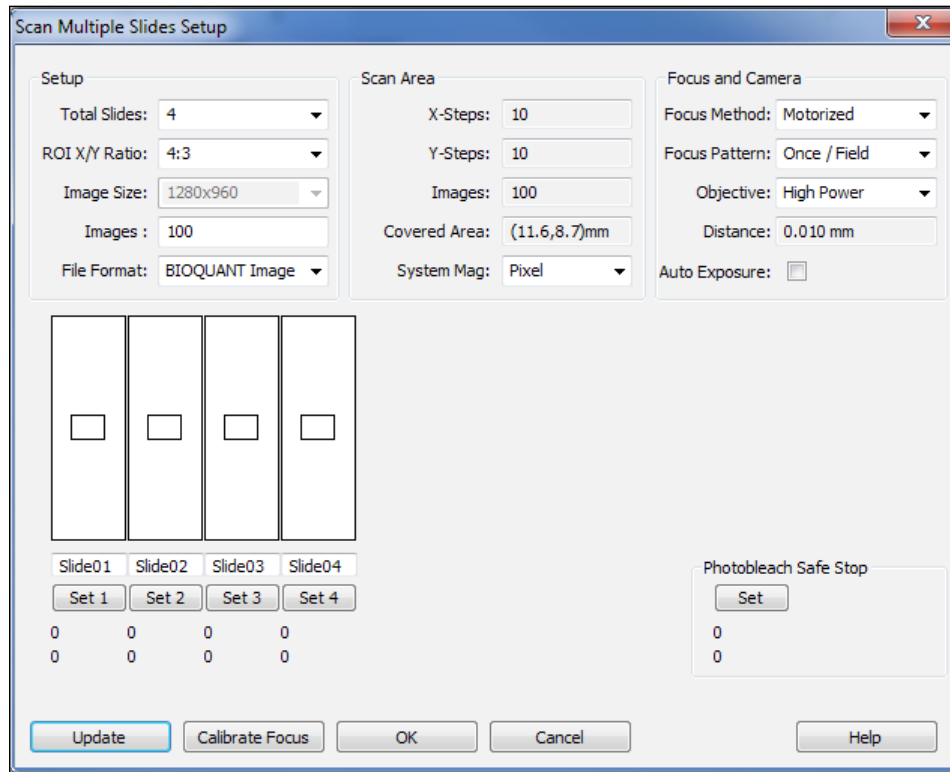 Scan Multiple Slides Setup
Setup
Total Slides: 4
ROI X/Y Ratio: 4:3
Image Size: 1280x960
Images : 100
File Format: BIOQUANT Image
Scan Area
X-Steps: 10
Y-Steps: 10
Images: 100
Covered Area: (11.6,8.7)mm
System Mag: Pixel
Focus and Camera
Focus Method: Motorized
Focus Pattern: Once / Field
Objective: High Power
Distance: 0.010 mm
Auto Exposure:
Slide01 Slide02 Slide03 Slide04
Set 1 Set 2 Set 3 Set 4
0 0 0 0
0 0 0 0
Photobleach Safe Stop
Set
0
0
Update Calibrate Focus OK Cancel Help